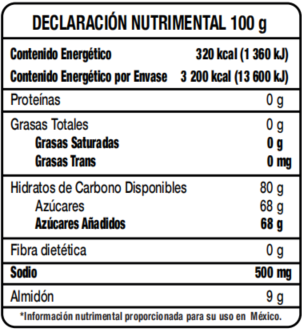 DECLARACIÓN NUTRIMENTAL 100 g
Contenido Energético 320 kcal (1 360 kJ)
Contenido Energético por Envase 3 200 kcal (13 600 kJ)
Proteínas 0 g
Grasas Totales 0 g
Grasas Saturadas 0 g
Grasas Trans 0 mg
Hidratos de Carbono Disponibles 80 g
Azúcares 68 g
Azúcares Añadidos 68 g
Fibra dietética 0 g
Sodio 500 mg
Almidón 9 g
*Información nutrimental proporcionada para su uso en México.